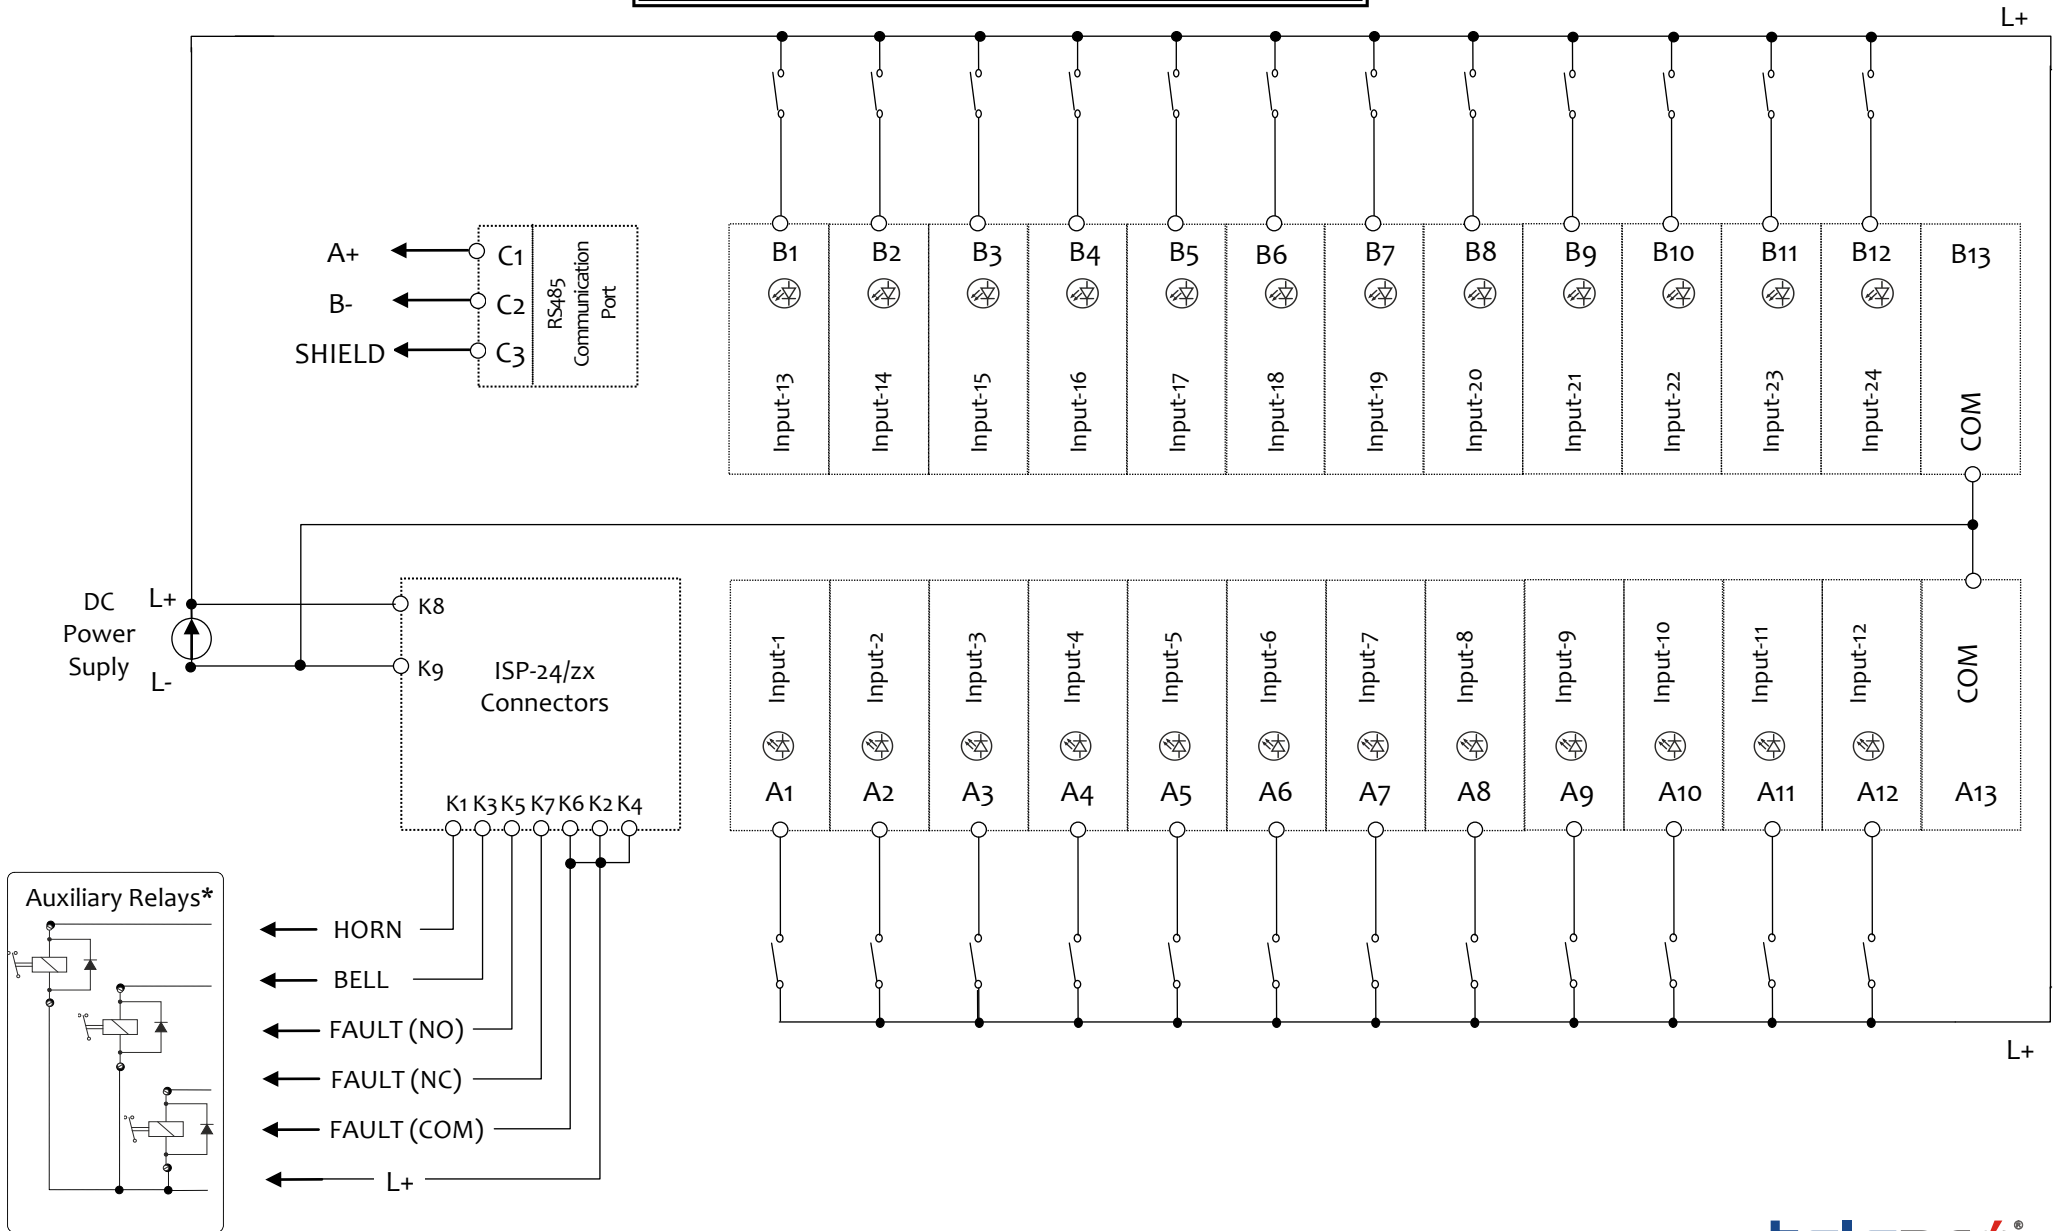 L+
A+
B-
SHIELD
C1
C2
C3
RS485
Communication
Port
B1 B2 B3 B4 B5 B6 B7 B8 B9 B10 B11 B12 B13
Input-13 Input-14 Input-15 Input-16 Input-17 Input-18 Input-19 Input-20 Input-21 Input-22 Input-23 Input-24 COM
DC
Power
Suply
L+
L-
K8
K9
ISP-24/zx
Connectors
K1 K3 K5 K7 K6 K2 K4
Input-1 Input-2 Input-3 Input-4 Input-5 Input-6 Input-7 Input-8 Input-9 Input-10 Input-11 Input-12 COM
A1 A2 A3 A4 A5 A6 A7 A8 A9 A10 A11 A12 A13
Auxiliary Relays*
HORN
BELL
FAULT (NO)
FAULT (NC)
FAULT (COM)
L+
L+